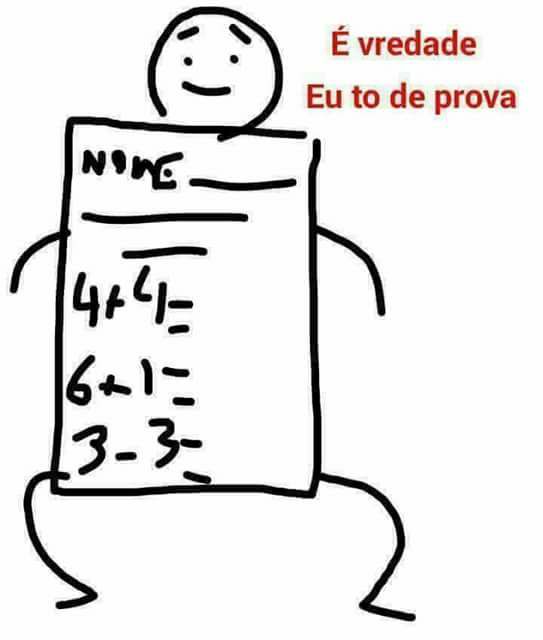 É vredade
Eu to de prova
NOME
4+4=
6+1=
3-3=